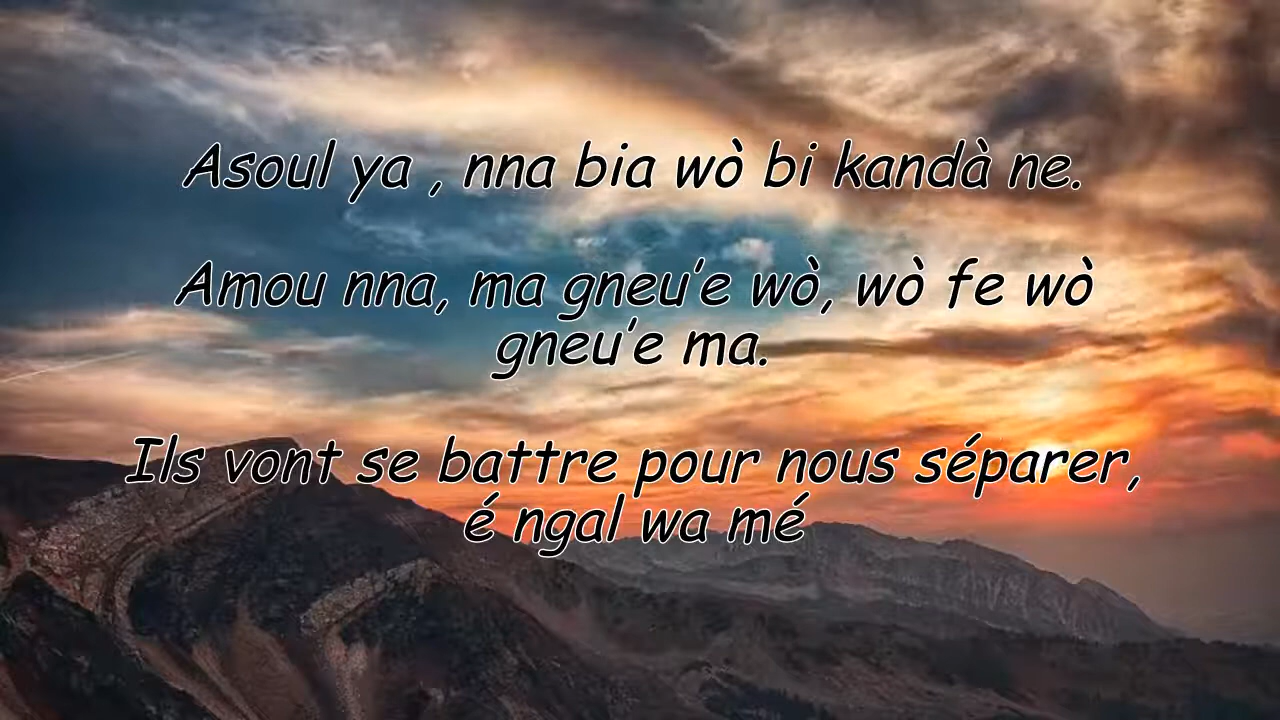 Asoul ya , nna bia wò bi kandà ne.
Amou nna, ma gneu'e wò, wò fe wò
gneu'e ma.
Ils vont se battre pour nous séparer,
é ngal wa mé